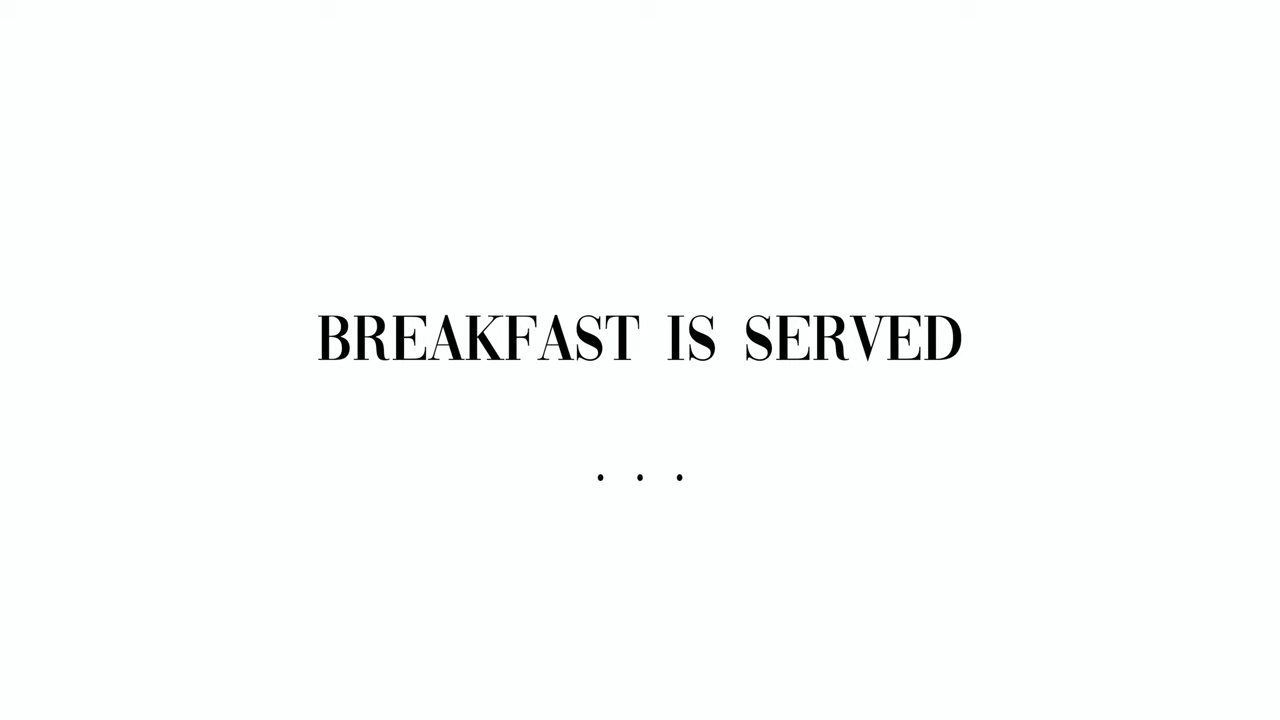 BREAKFAST IS SERVED
. . .